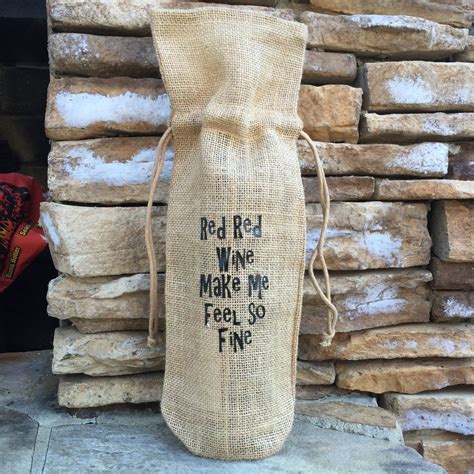 Red Red
Wine
Make Me
Feel So
Fine